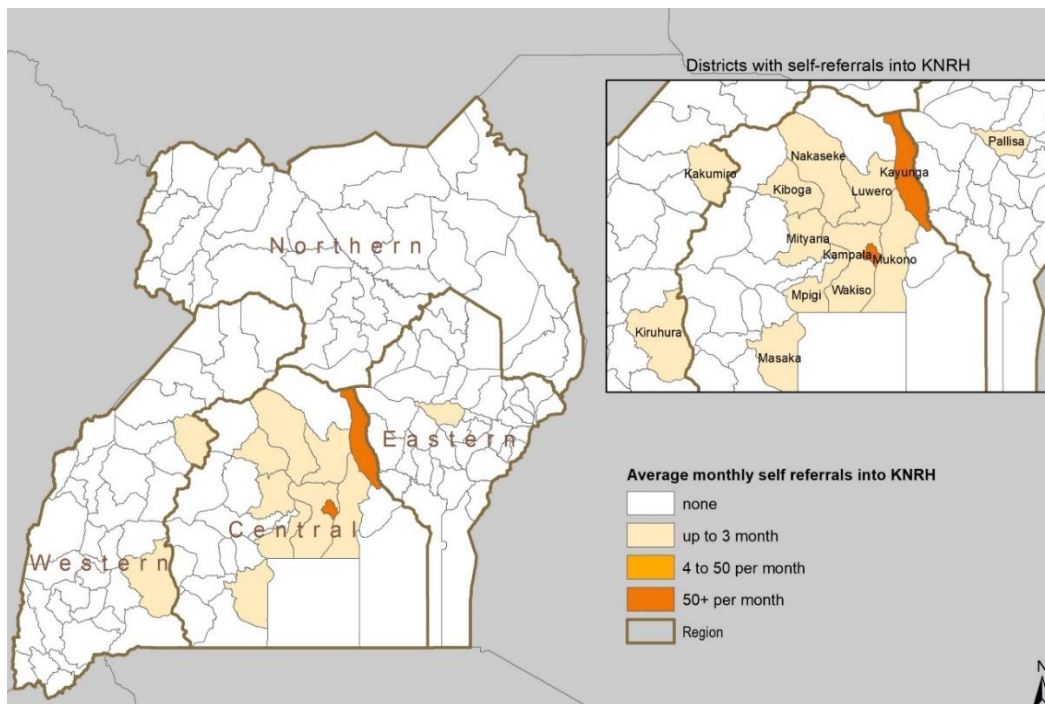 Districts with self-referrals into KNRH
Pallisa
Nakaseke
Kakumiro
Kayunga
Kiboga
Luwero
Mityana
Kampala
Mukono
Wakiso
Mpigi
Kiruhura
Masaka
Northern
Eastern
Central
Western
Average monthly self referrals into KNRH
none
up to 3 month
4 to 50 per month
50+ per month
Region
N